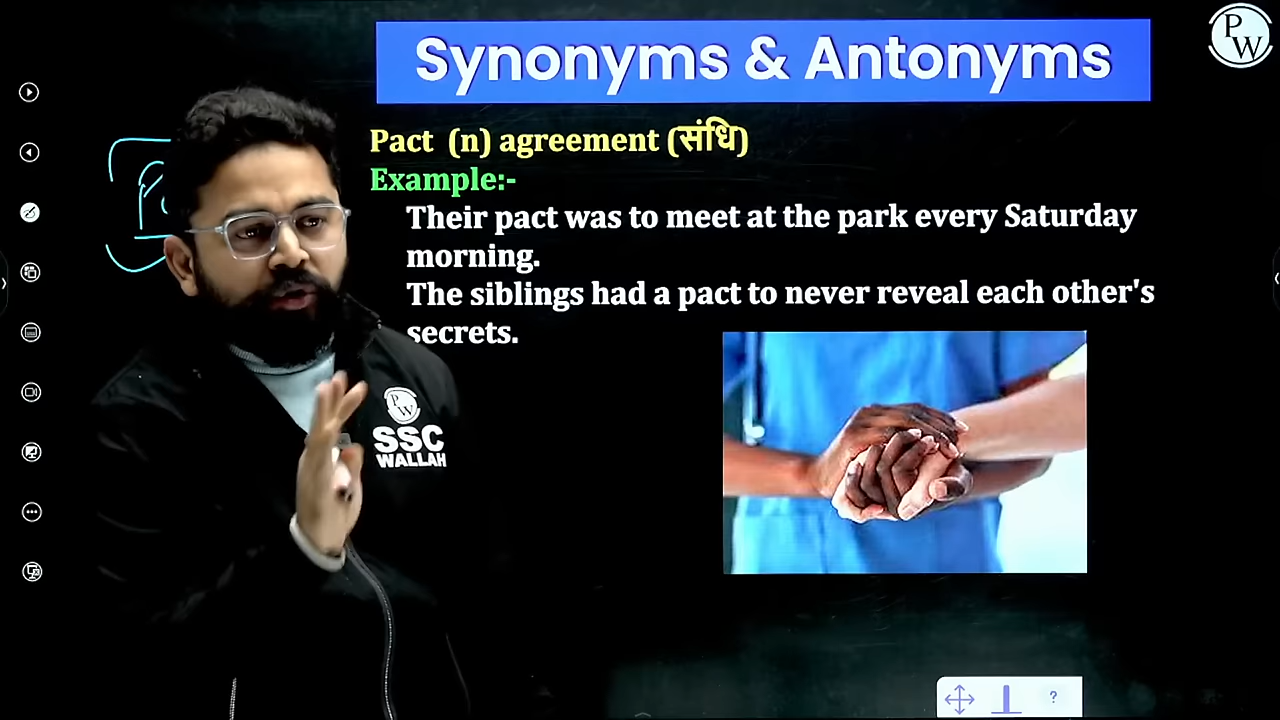 Synonyms & Antonyms
PW
Pact (n) agreement (संधि)
Example:-
Their pact was to meet at the park every Saturday
morning.
The siblings had a pact to never reveal each other's
secrets.
PW
SSC
WALLAH
?